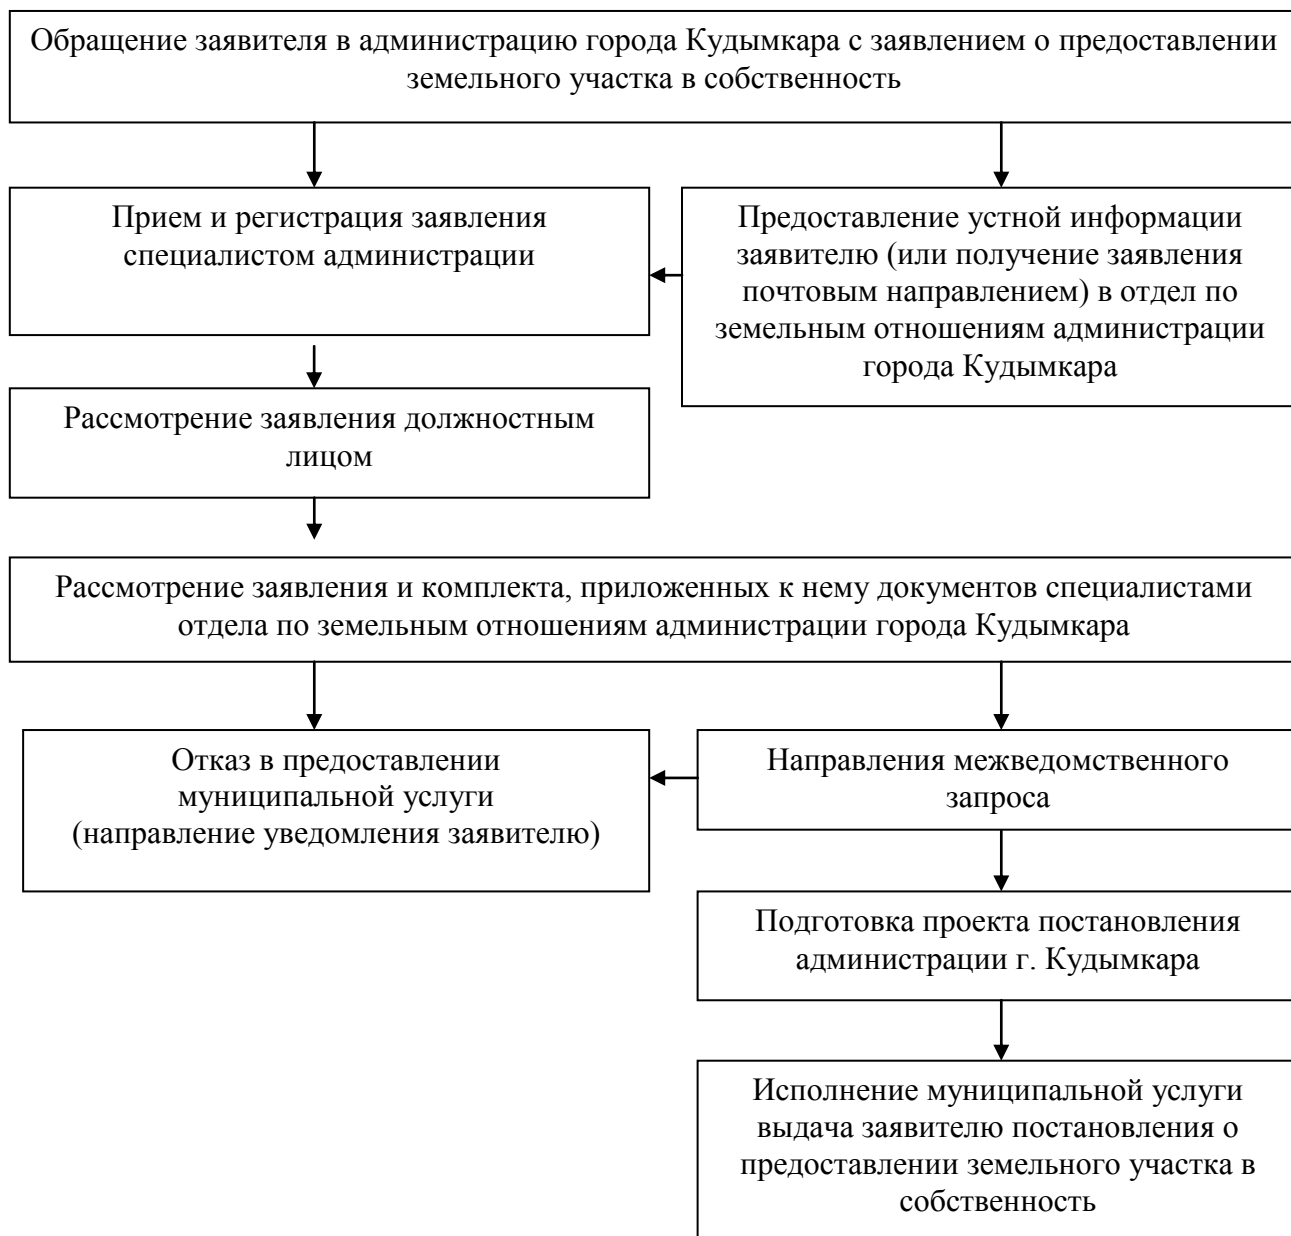 Обращение заявителя в администрацию города Кудымкара с заявлением о предоставлении
земельного участка в собственность
Прием и регистрация заявления
специалистом администрации
Предоставление устной информации
заявителю (или получение заявления
почтовым направлением) в отдел по
земельным отношениям администрации
города Кудымкара
Рассмотрение заявления должностным
лицом
Рассмотрение заявления и комплекта, приложенных к нему документов специалистами
отдела по земельным отношениям администрации города Кудымкара
Отказ в предоставлении
муниципальной услуги
(направление уведомления заявителю)
Направления межведомственного
запроса
Подготовка проекта постановления
администрации г. Кудымкара
Исполнение муниципальной услуги
выдача заявителю постановления о
предоставлении земельного участка в
собственность